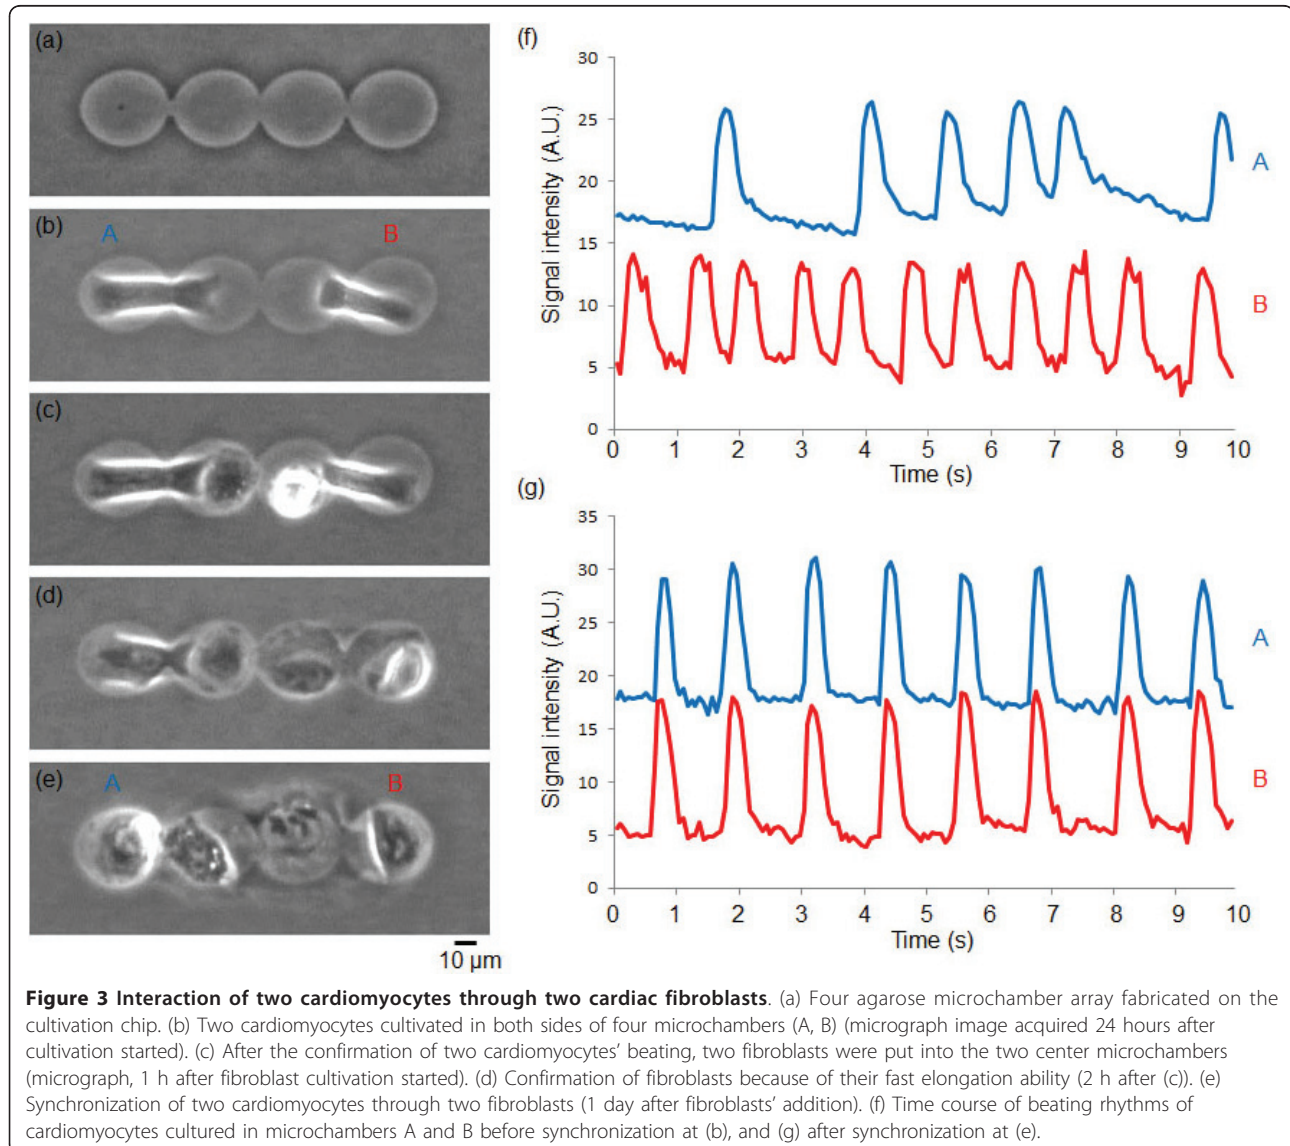 (a)
(b)
A
B
(c)
(d)
(e)
A
B
10 µm
(f)
Signal intensity (A.U.)
30
25
20
15
10
5
0
A
B
0 1 2 3 4 5 6 7 8 9 10
Time (s)
(g)
Signal intensity (A.U.)
35
30
25
20
15
10
5
0
A
B
0 1 2 3 4 5 6 7 8 9 10
Time (s)
Figure 3 Interaction of two cardiomyocytes through two cardiac fibroblasts. (a) Four agarose microchamber array fabricated on the
cultivation chip. (b) Two cardiomyocytes cultivated in both sides of four microchambers (A, B) (micrograph image acquired 24 hours after
cultivation started). (c) After the confirmation of two cardiomyocytes’ beating, two fibroblasts were put into the two center microchambers
(micrograph, 1 h after fibroblast cultivation started). (d) Confirmation of fibroblasts because of their fast elongation ability (2 h after (c)). (e)
Synchronization of two cardiomyocytes through two fibroblasts (1 day after fibroblasts’ addition). (f) Time course of beating rhythms of
cardiomyocytes cultured in microchambers A and B before synchronization at (b), and (g) after synchronization at (e).